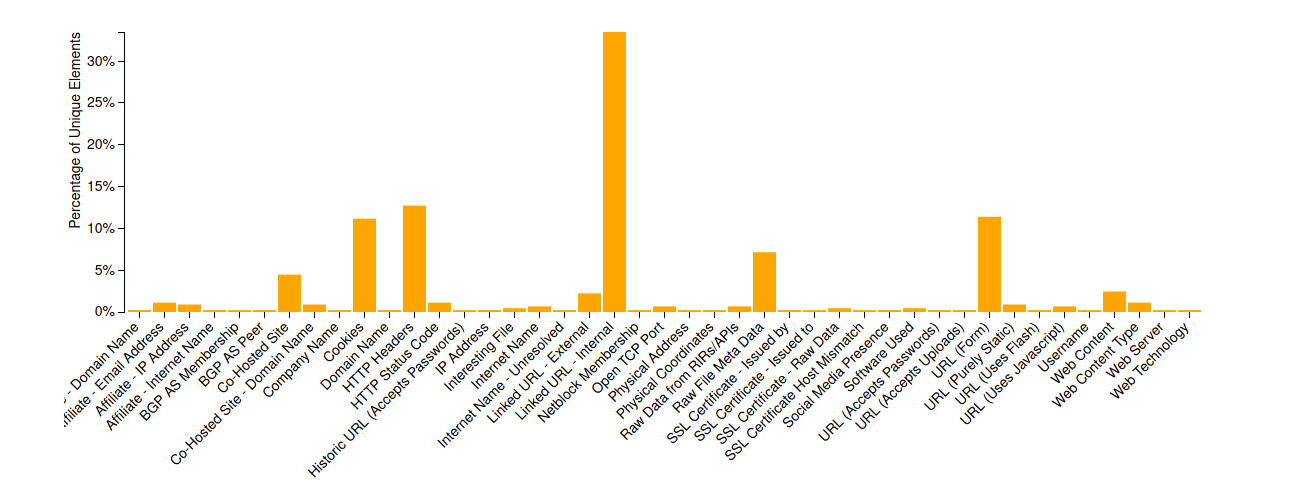 Percentage of Unique Elements
30%
25%
20%
15%
10%
5%
0%
- Domain Name
- Email Address
Affiliate - IP Address
Affiliate - Internet Name
BGP AS Membership
BGP AS Peer
Co-Hosted Site
Co-Hosted Site - Domain Name
Company Name
Cookies
Domain Name
HTTP Headers
HTTP Status Code
Historic URL (Accepts Passwords)
IP Address
Interesting File
Internet Name
Internet Name - Unresolved
Linked URL - External
Linked URL - Internal
Netblock Membership
Open TCP Port
Physical Address
Physical Coordinates
Raw Data from RIRs/APIs
Raw File Meta Data
SSL Certificate - Issued by
SSL Certificate - Issued to
SSL Certificate - Raw Data
SSL Certificate Host Mismatch
Social Media Presence
Software Used
URL (Accepts Passwords)
URL (Accepts Uploads)
URL (Form)
URL (Purely Static)
URL (Uses Flash)
URL (Uses Javascript)
Username
Web Content
Web Content Type
Web Server
Web Technology